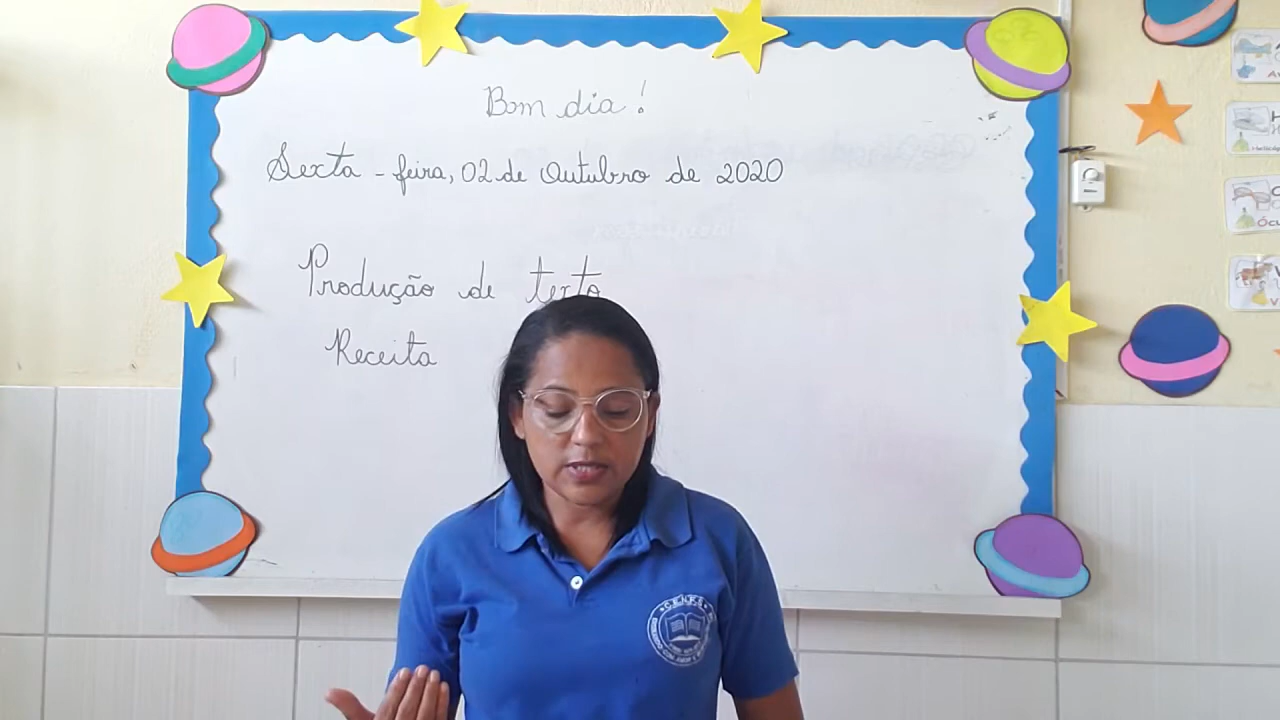 Bom dia!
Sexta-feira, 02 de Outubro de 2020
Produção de texto
Receita